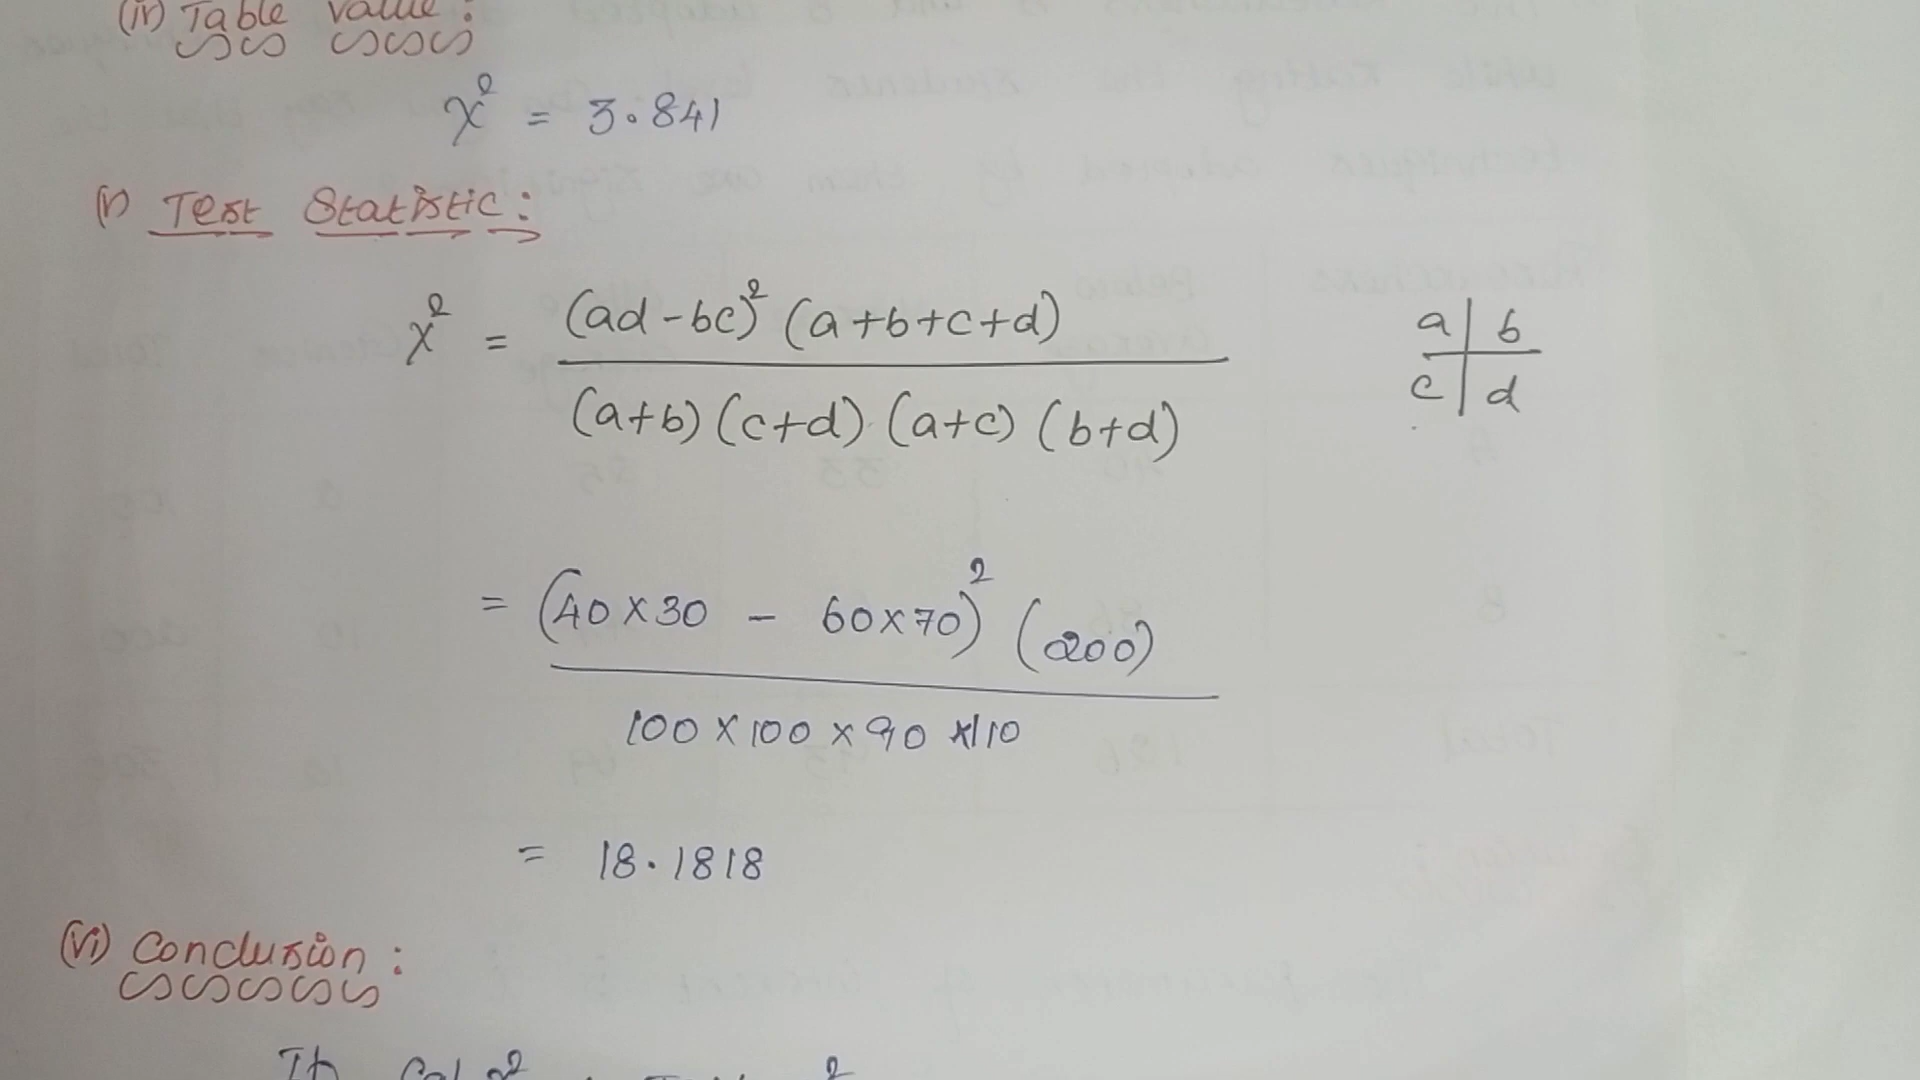 (iv) Table value :
χ² = 3.841
(v) Test Statistic :
χ² = (ad - bc)² (a+b+c+d)
(a+b) (c+d) (a+c) (b+d)
a b
c d
= (40 x 30 - 60 x 70)² (200)
100 x 100 x 90 x 110
= 18.1818
(vi) Conclusion :